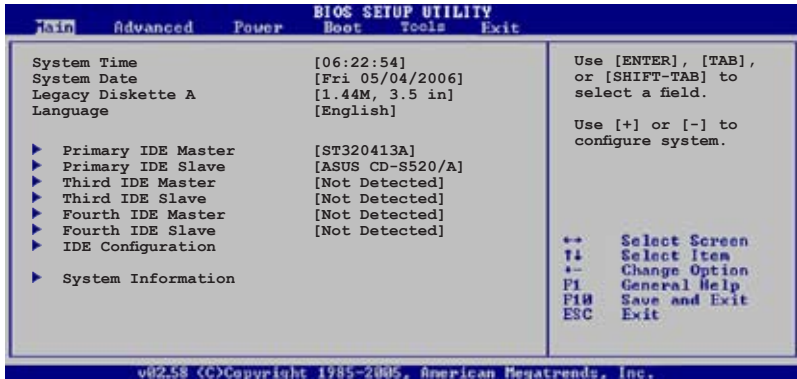 BIOS SETUP UTILITY
Main Advanced Power Boot Tools Exit
System Time [06:22:54]
System Date [Fri 05/04/2006]
Legacy Diskette A [1.44M, 3.5 in]
Language [English]
Primary IDE Master [ST320413A]
Primary IDE Slave [ASUS CD-S520/A]
Third IDE Master [Not Detected]
Third IDE Slave [Not Detected]
Fourth IDE Master [Not Detected]
Fourth IDE Slave [Not Detected]
IDE Configuration
System Information
Use [ENTER], [TAB],
or [SHIFT-TAB] to
select a field.
Use [+] or [-] to
configure system.
↔ Select Screen
↑↓ Select Item
+- Change Option
F1 General Help
F10 Save and Exit
ESC Exit
v02.58 (C)Copyright 1985-2005, American Megatrends, Inc.